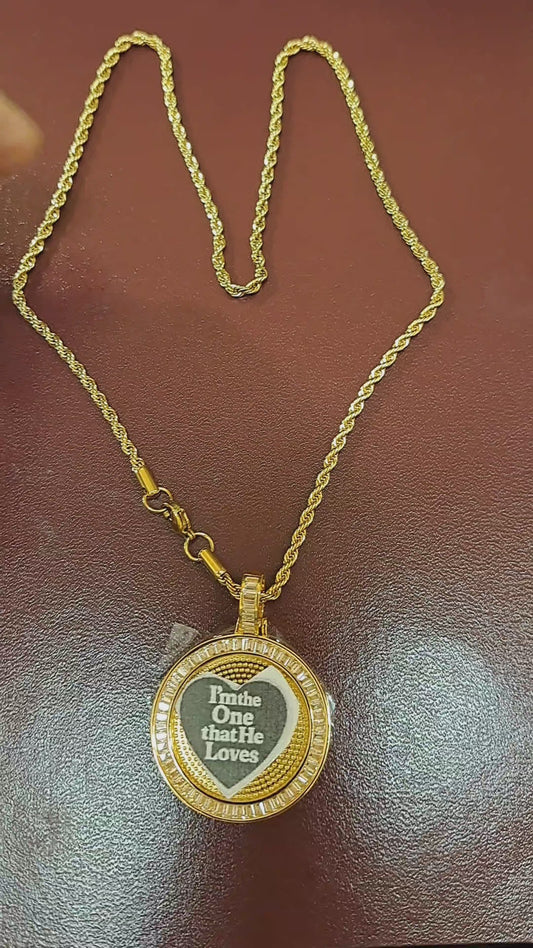 I'm the
One
that He
Loves